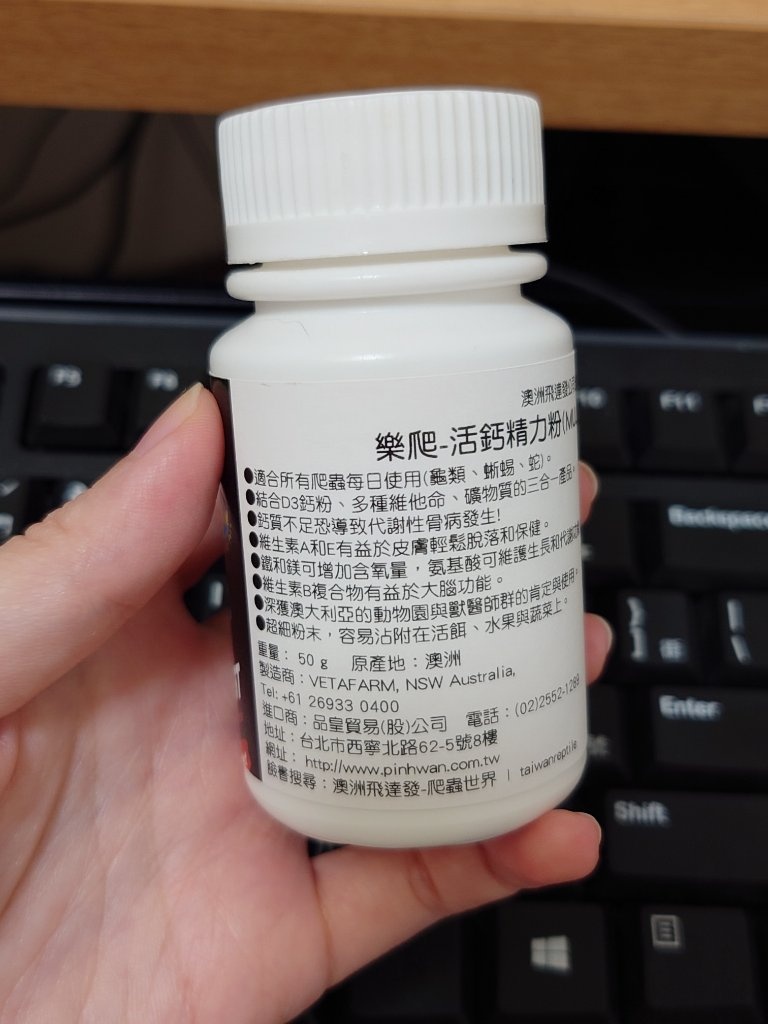 澳洲飛達發公司
樂爬-活鈣精力粉(MU
●適合所有爬蟲每日使用(龜類、蜥蜴、蛇)。
●結合D3鈣粉、多種維他命、礦物質的三合一產品。
●鈣質不足恐導致代謝性骨病發生!
●維生素A和E有益於皮膚輕鬆脫落和保健。
●鐵和鎂可增加含氧量，氨基酸可維護生長和代謝
●維生素B複合物有益於大腦功能。
●深獲澳大利亞的動物園與獸醫師群的肯定與使用。
●超細粉末，容易沾附在活餌、水果與蔬菜上。
重量： 50 g 原產地：澳洲
製造商：VETAFARM, NSW Australia,
Tel: +61 26933 0400
進口商：品皇貿易(股)公司 電話：(02)2552-1289
地址：台北市西寧北路62-5號8樓
網址： http://www.pinhwan.com.tw
臉書搜尋：澳洲飛達發-爬蟲世界 | taiwanreptile
F11
Backspace
Enter
Shift